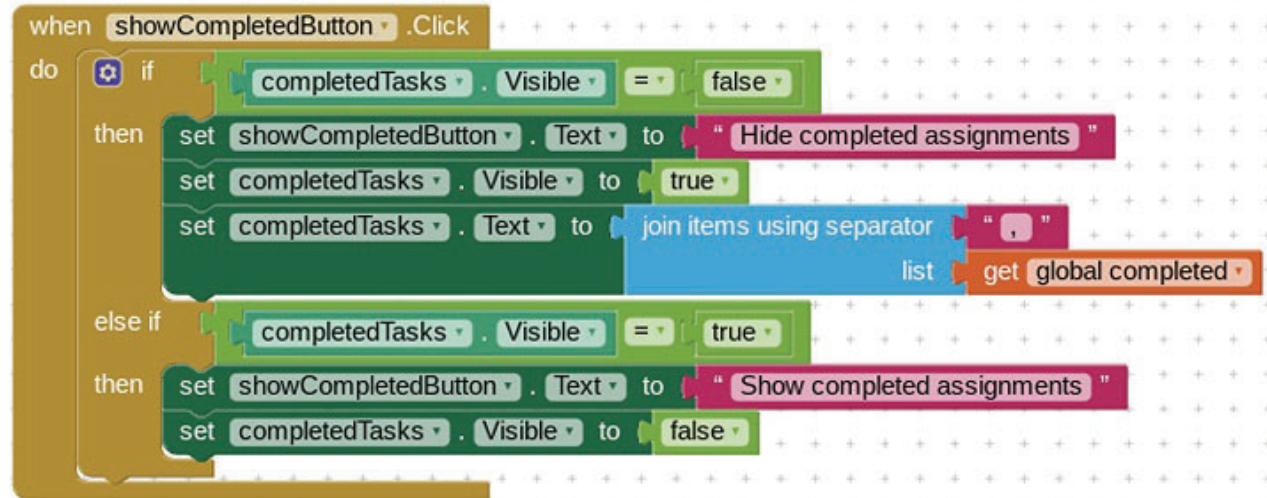 when showCompletedButton .Click
do if completedTasks . Visible = false
then set showCompletedButton . Text to " Hide completed assignments "
set completedTasks . Visible to true
set completedTasks . Text to join items using separator " , "
list get global completed
else if completedTasks . Visible = true
then set showCompletedButton . Text to " Show completed assignments "
set completedTasks . Visible to false